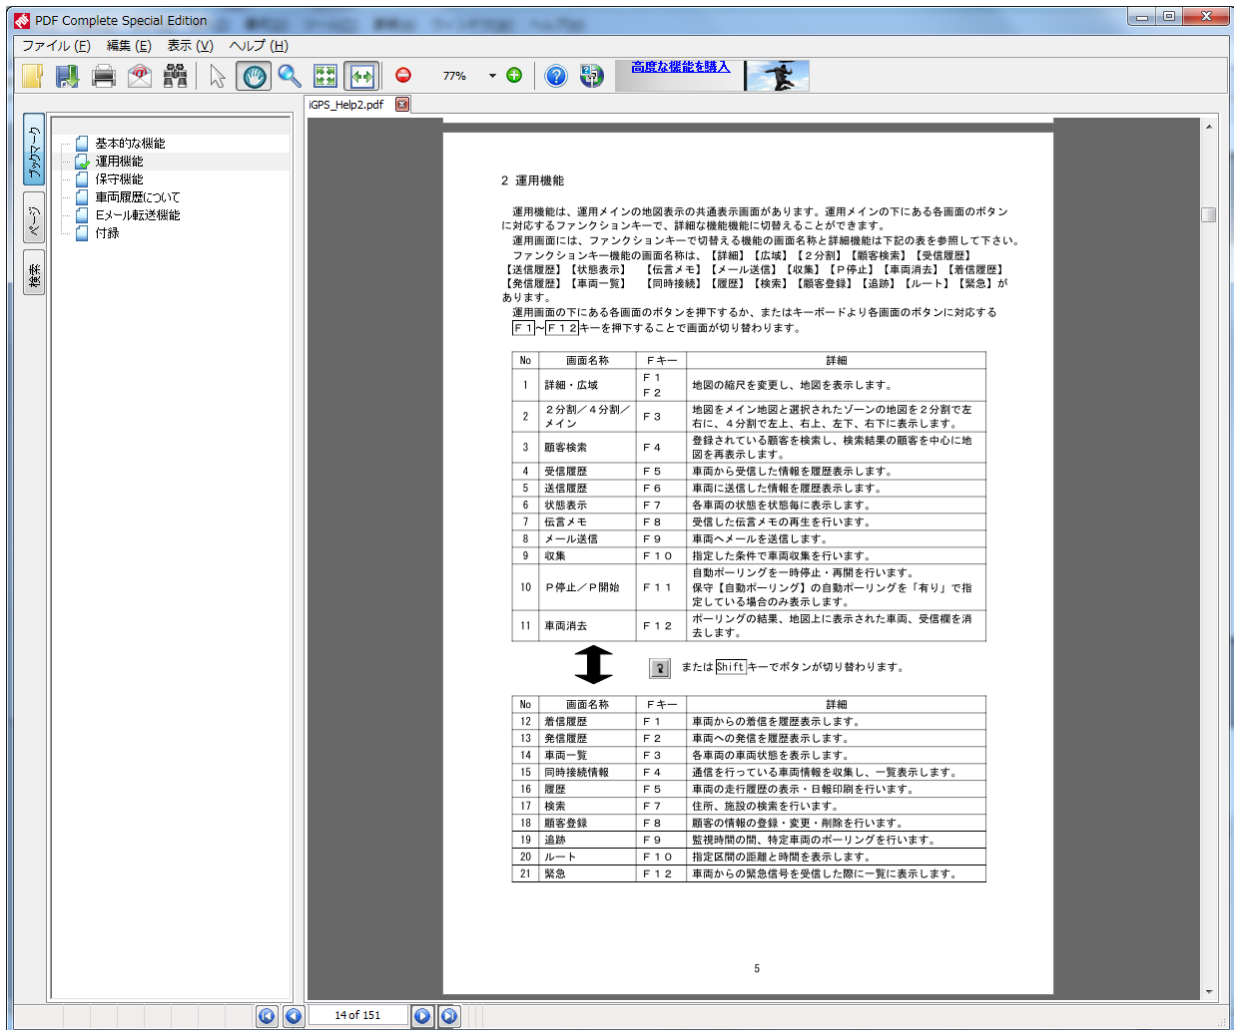 PDF Complete Special Edition
ファイル (F) 編集 (E) 表示 (V) ヘルプ (H)
77%
高度な機能を購入
iGPS_Help2.pdf
ブックマーク
ページ
検索
基本的な機能
運用機能
保守機能
車両履歴について
Eメール転送機能
付録
2 運用機能
運用機能は、運用メインの地図表示の共通表示画面があります。運用メインの下にある各画面のボタン
に対応するファンクションキーで、詳細な機能機能に切替えることができます。
運用画面には、ファンクションキーで切替える機能の画面名称と詳細機能は下記の表を参照して下さい。
ファンクションキー機能の画面名称は、【詳細】【広域】【２分割】【顧客検索】【受信履歴】
【送信履歴】【状態表示】 【伝言メモ】【メール送信】【収集】【Ｐ停止】【車両消去】【着信履歴】
【発信履歴】【車両一覧】 【同時接続】【履歴】【検索】【顧客登録】【追跡】【ルート】【緊急】が
あります。
運用画面の下にある各画面のボタンを押下するか、またはキーボードより各画面のボタンに対応する
Ｆ１～Ｆ１２キーを押下することで画面が切り替わります。
No 画面名称 Ｆキー 詳細
1 詳細・広域 Ｆ１ Ｆ２ 地図の縮尺を変更し、地図を表示します。
2 ２分割／４分割／メイン Ｆ３ 地図をメイン地図と選択されたゾーンの地図を２分割で左
右に、４分割で左上、右上、左下、右下に表示します。
3 顧客検索 Ｆ４ 登録されている顧客を検索し、検索結果の顧客を中心に地
図を再表示します。
4 受信履歴 Ｆ５ 車両から受信した情報を履歴表示します。
5 送信履歴 Ｆ６ 車両に送信した情報を履歴表示します。
6 状態表示 Ｆ７ 各車両の状態を状態毎に表示します。
7 伝言メモ Ｆ８ 受信した伝言メモの再生を行います。
8 メール送信 Ｆ９ 車両へメールを送信します。
9 収集 Ｆ１０ 指定した条件で車両収集を行います。
10 Ｐ停止／Ｐ開始 Ｆ１１ 自動ポーリングを一時停止・再開を行います。
保守【自動ポーリング】の自動ポーリングを「有り」で指
定している場合のみ表示します。
11 車両消去 Ｆ１２ ポーリングの結果、地図上に表示された車両、受信欄を消
去します。
または Shift キーでボタンが切り替わります。
No 画面名称 Ｆキー 詳細
12 着信履歴 Ｆ１ 車両からの着信を履歴表示します。
13 発信履歴 Ｆ２ 車両への発信を履歴表示します。
14 車両一覧 Ｆ３ 各車両の車両状態を表示します。
15 同時接続情報 Ｆ４ 通信を行っている車両情報を収集し、一覧表示します。
16 履歴 Ｆ５ 車両の走行履歴の表示・日報印刷を行います。
17 検索 Ｆ７ 住所、施設の検索を行います。
18 顧客登録 Ｆ８ 顧客の情報の登録・変更・削除を行います。
19 追跡 Ｆ９ 監視時間の間、特定車両のポーリングを行います。
20 ルート Ｆ１０ 指定区間の距離と時間を表示します。
21 緊急 Ｆ１２ 車両からの緊急信号を受信した際に一覧に表示します。
5
14 of 151